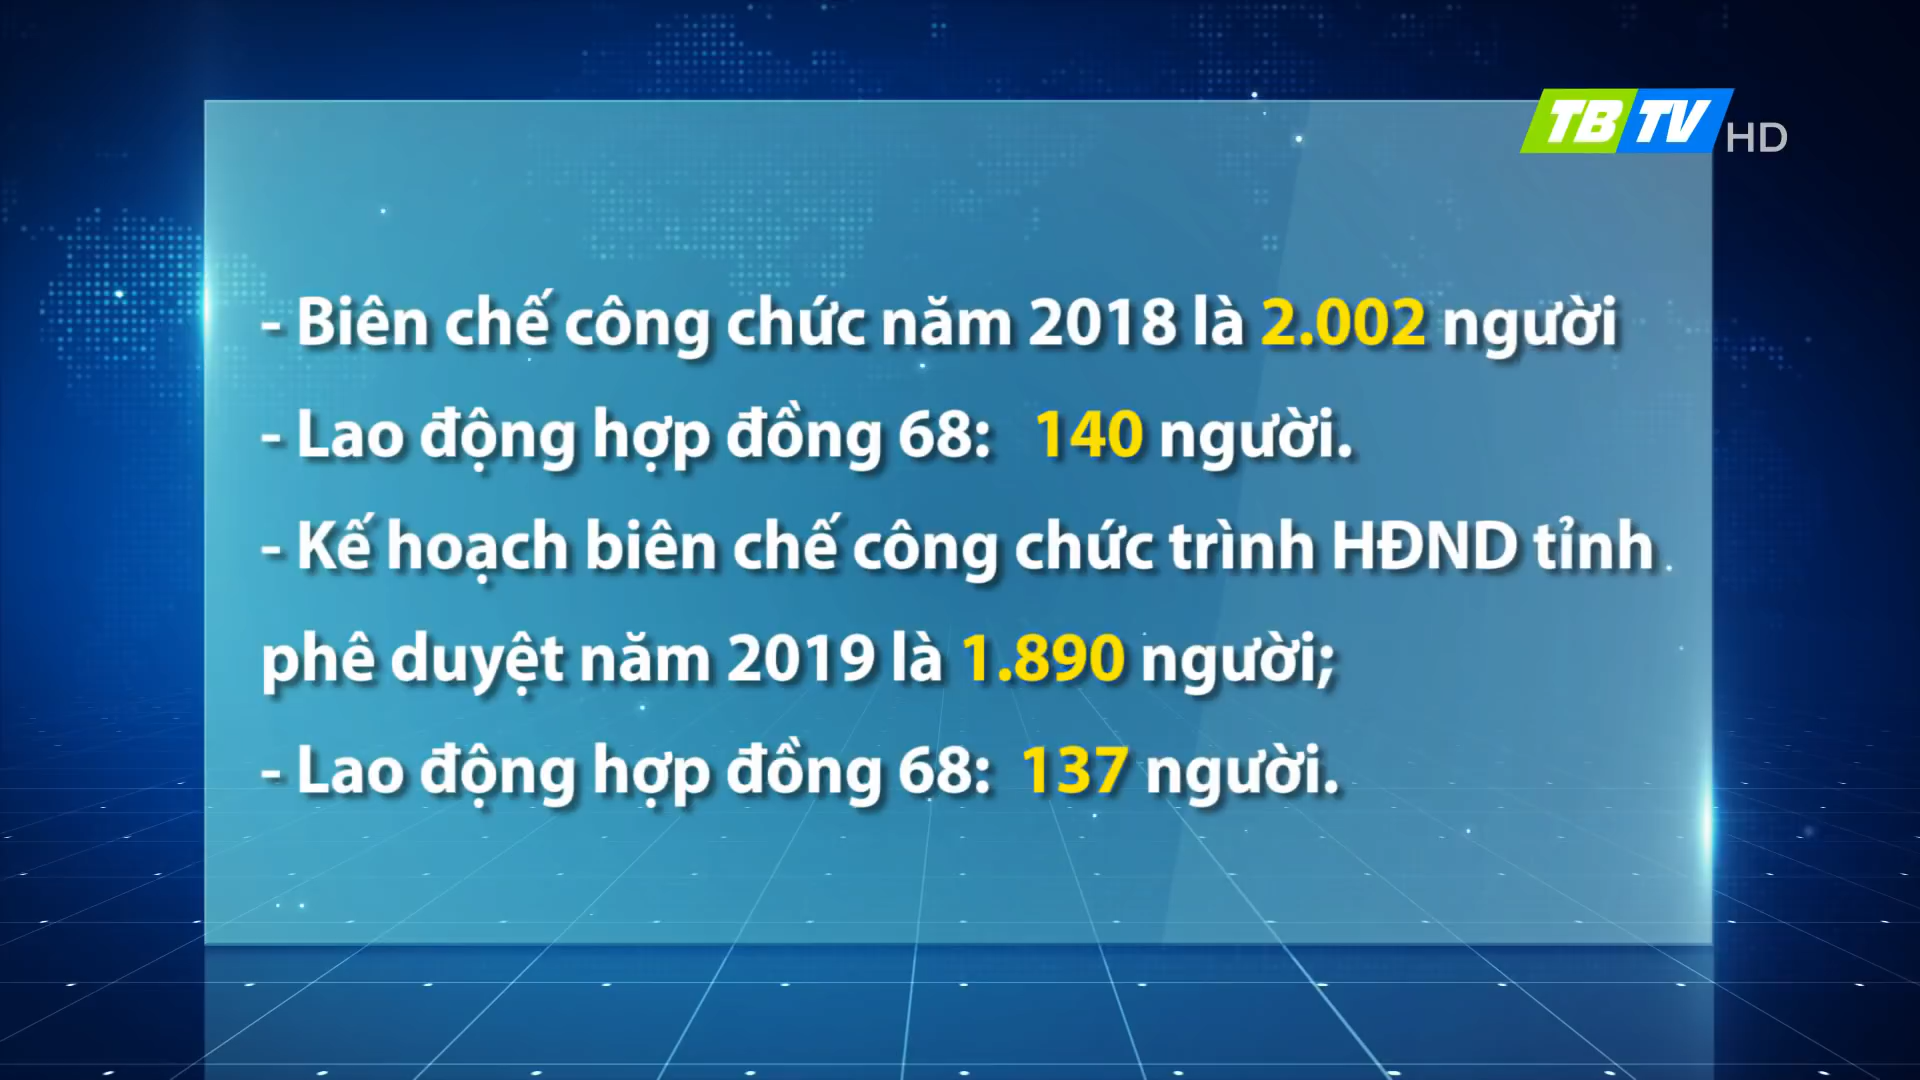 TBTV HD
- Biên chế công chức năm 2018 là 2.002 người
- Lao động hợp đồng 68: 140 người.
- Kế hoạch biên chế công chức trình HĐND tỉnh
phê duyệt năm 2019 là 1.890 người;
- Lao động hợp đồng 68: 137 người.